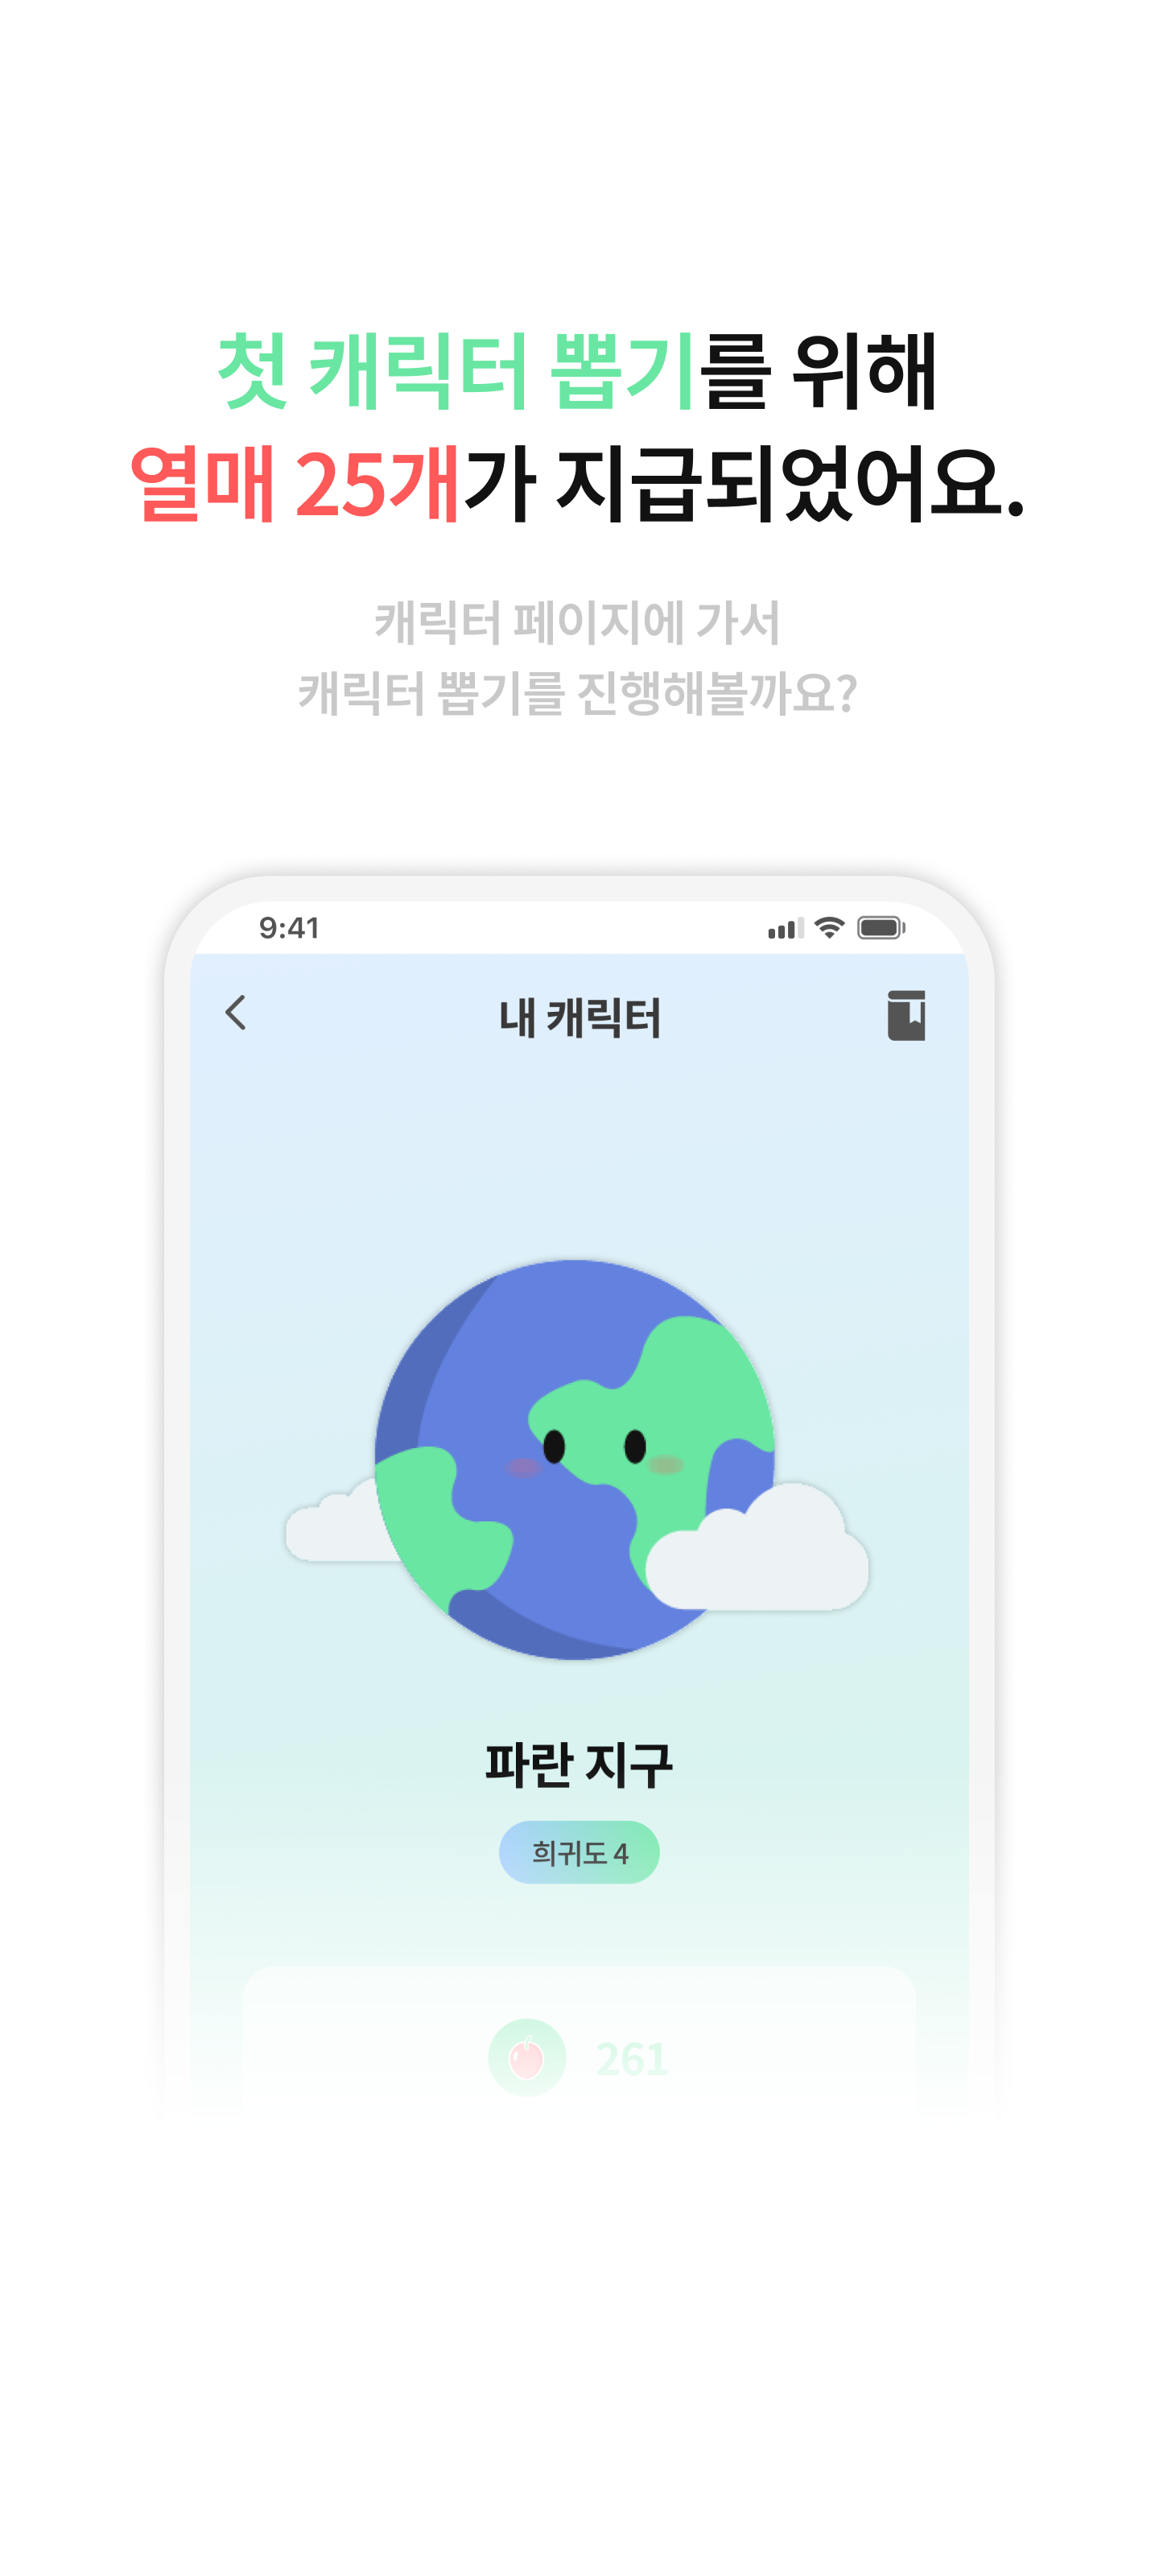 첫 캐릭터 뽑기를 위해
열매 25개가 지급되었어요.
캐릭터 페이지에 가서
캐릭터 뽑기를 진행해볼까요?
9:41
내 캐릭터
파란 지구
희귀도 4
261